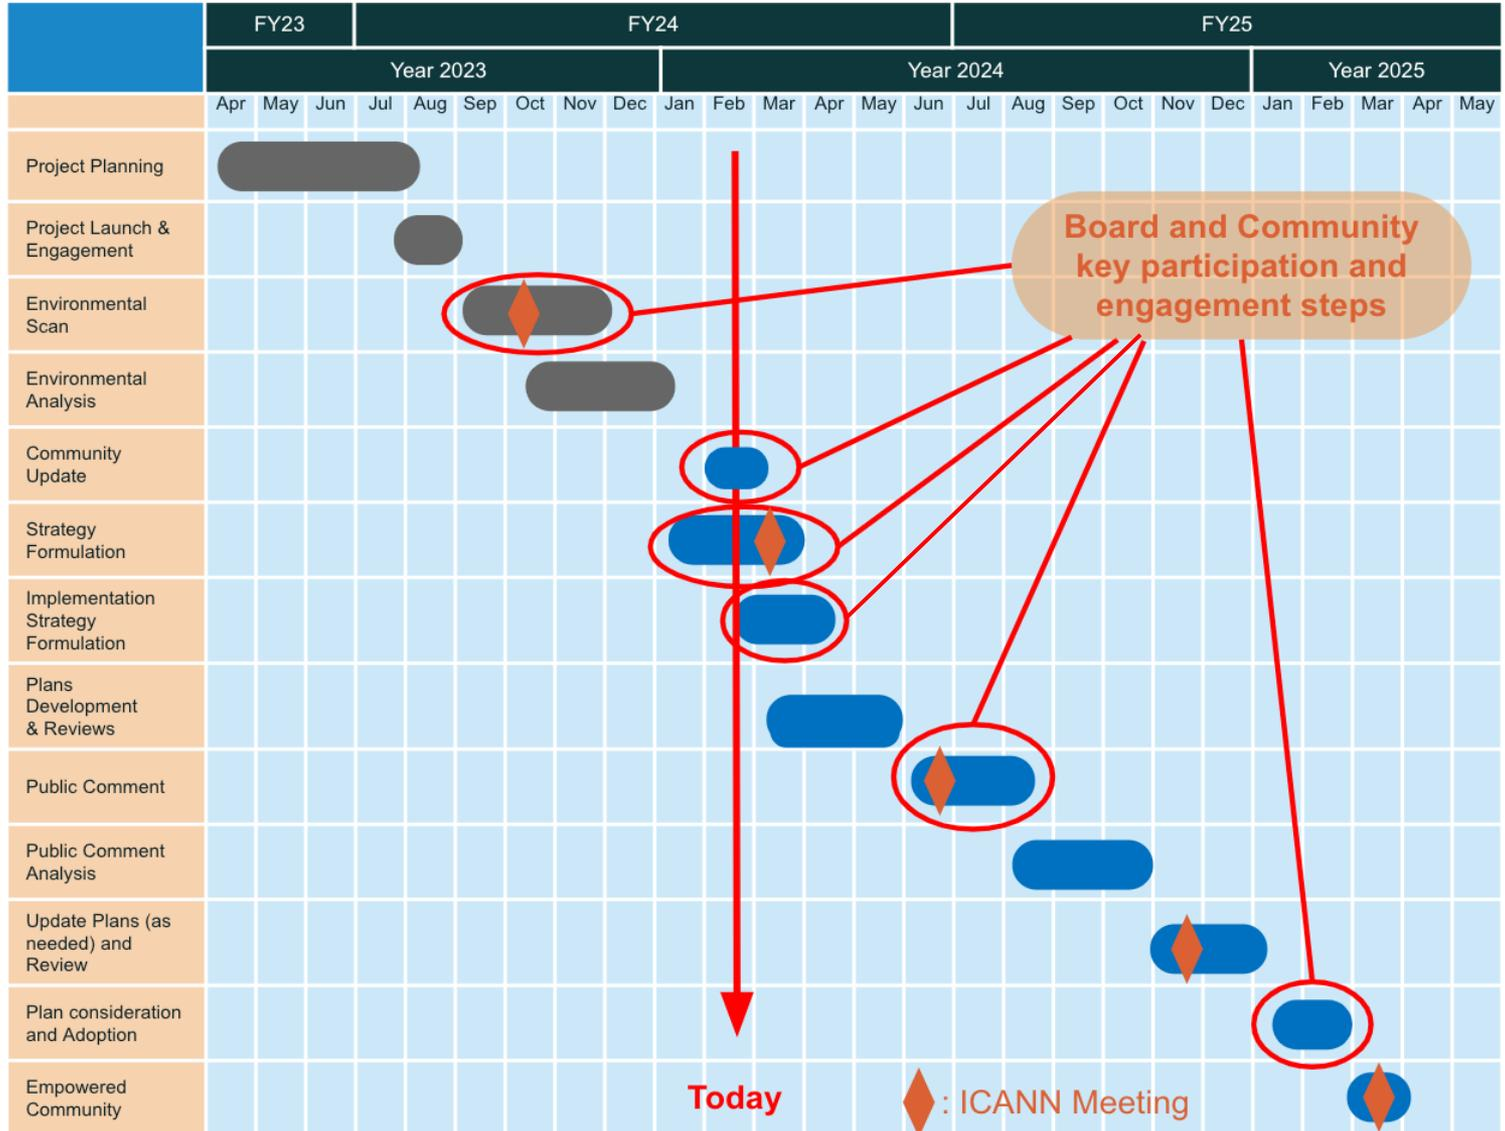 FY23 FY24 FY25
Year 2023 Year 2024 Year 2025
Apr May Jun Jul Aug Sep Oct Nov Dec Jan Feb Mar Apr May Jun Jul Aug Sep Oct Nov Dec Jan Feb Mar Apr May
Project Planning
Project Launch &
Engagement
Board and Community
key participation and
engagement steps
Environmental
Scan
Environmental
Analysis
Community
Update
Strategy
Formulation
Implementation
Strategy
Formulation
Plans
Development
& Reviews
Public Comment
Public Comment
Analysis
Update Plans (as
needed) and
Review
Plan consideration
and Adoption
Empowered
Community
Today
: ICANN Meeting